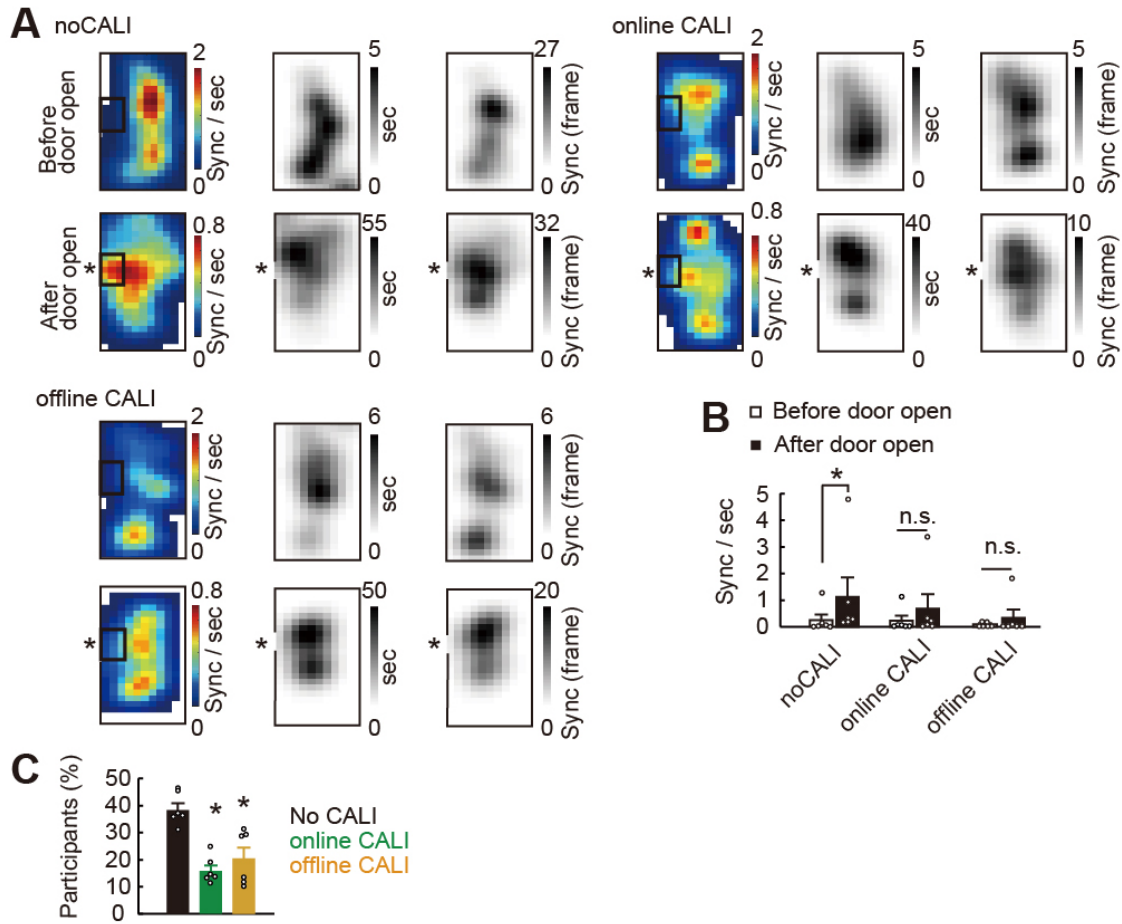 A
noCALI
online CALI
Before
door open
2
Sync / sec
0
5
sec
0
27
Sync (frame)
0
2
Sync / sec
0
5
sec
0
5
Sync (frame)
0
After
door open
*
0.8
Sync / sec
0
55
sec
0
*
32
Sync (frame)
0
*
*
0.8
Sync / sec
0
*
40
sec
0
*
10
Sync (frame)
0
offline CALI
2
Sync / sec
0
6
sec
0
6
Sync (frame)
0
*
0.8
Sync / sec
0
*
50
sec
0
*
20
Sync (frame)
0
B
Before door open
After door open
Sync / sec
5
4
3
2
1
0
*
n.s.
n.s.
noCALI
online CALI
offline CALI
C
Participants (%)
50
40
30
20
10
0
*
*
No CALI
online CALI
offline CALI